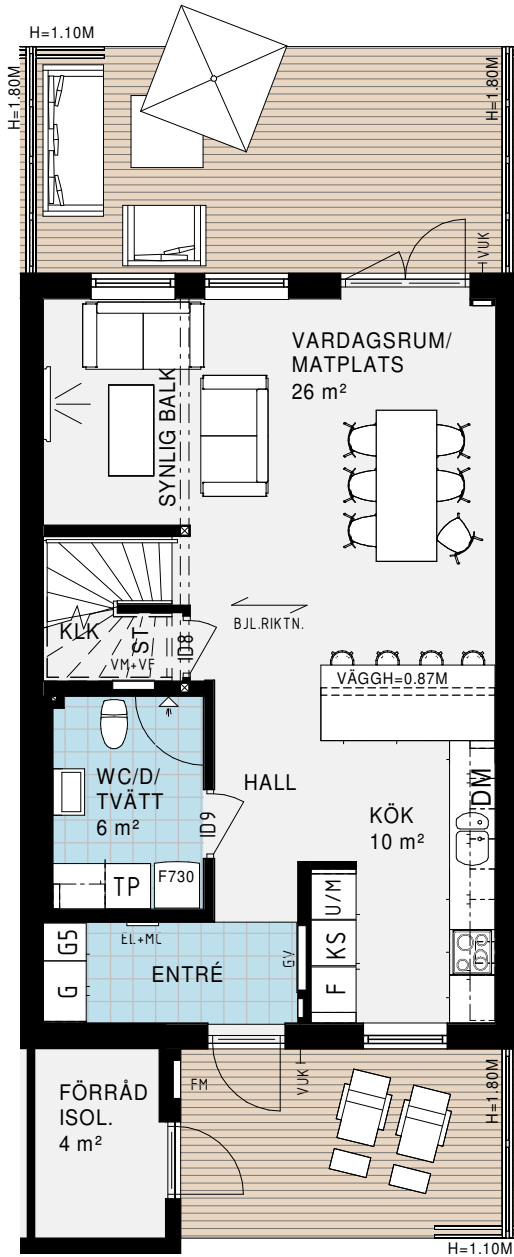 H=1.10M
H=1.80M
H=1.80M
VUK
VARDAGSRUM/
MATPLATS
26 m²
SYNLIG BALK
BJL.RIKTN.
KLK
ST
VM+VF
ID8
VÄGGH=0.87M
WC/D/
TVÄTT
6 m²
HALL
ID9
KÖK
10 m²
DM
TP
F730
U/M
KS
F
EL+ML
G5
G
ENTRÉ
GV
FM
VUK
FÖRRÅD
ISOL.
4 m²
H=1.80M
H=1.10M